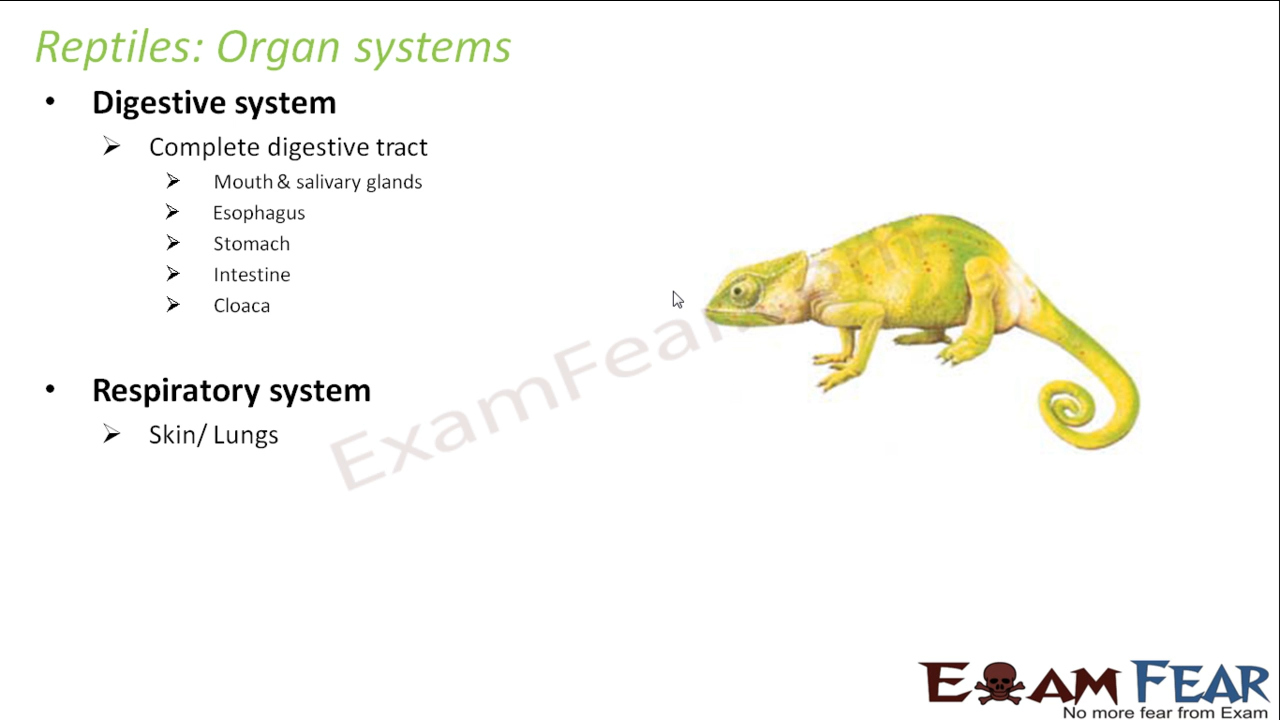 Reptiles: Organ systems
• Digestive system
➢ Complete digestive tract
➢ Mouth & salivary glands
➢ Esophagus
➢ Stomach
➢ Intestine
➢ Cloaca
• Respiratory system
➢ Skin/ Lungs
ExamFear
EXAM FEAR
No more fear from Exam